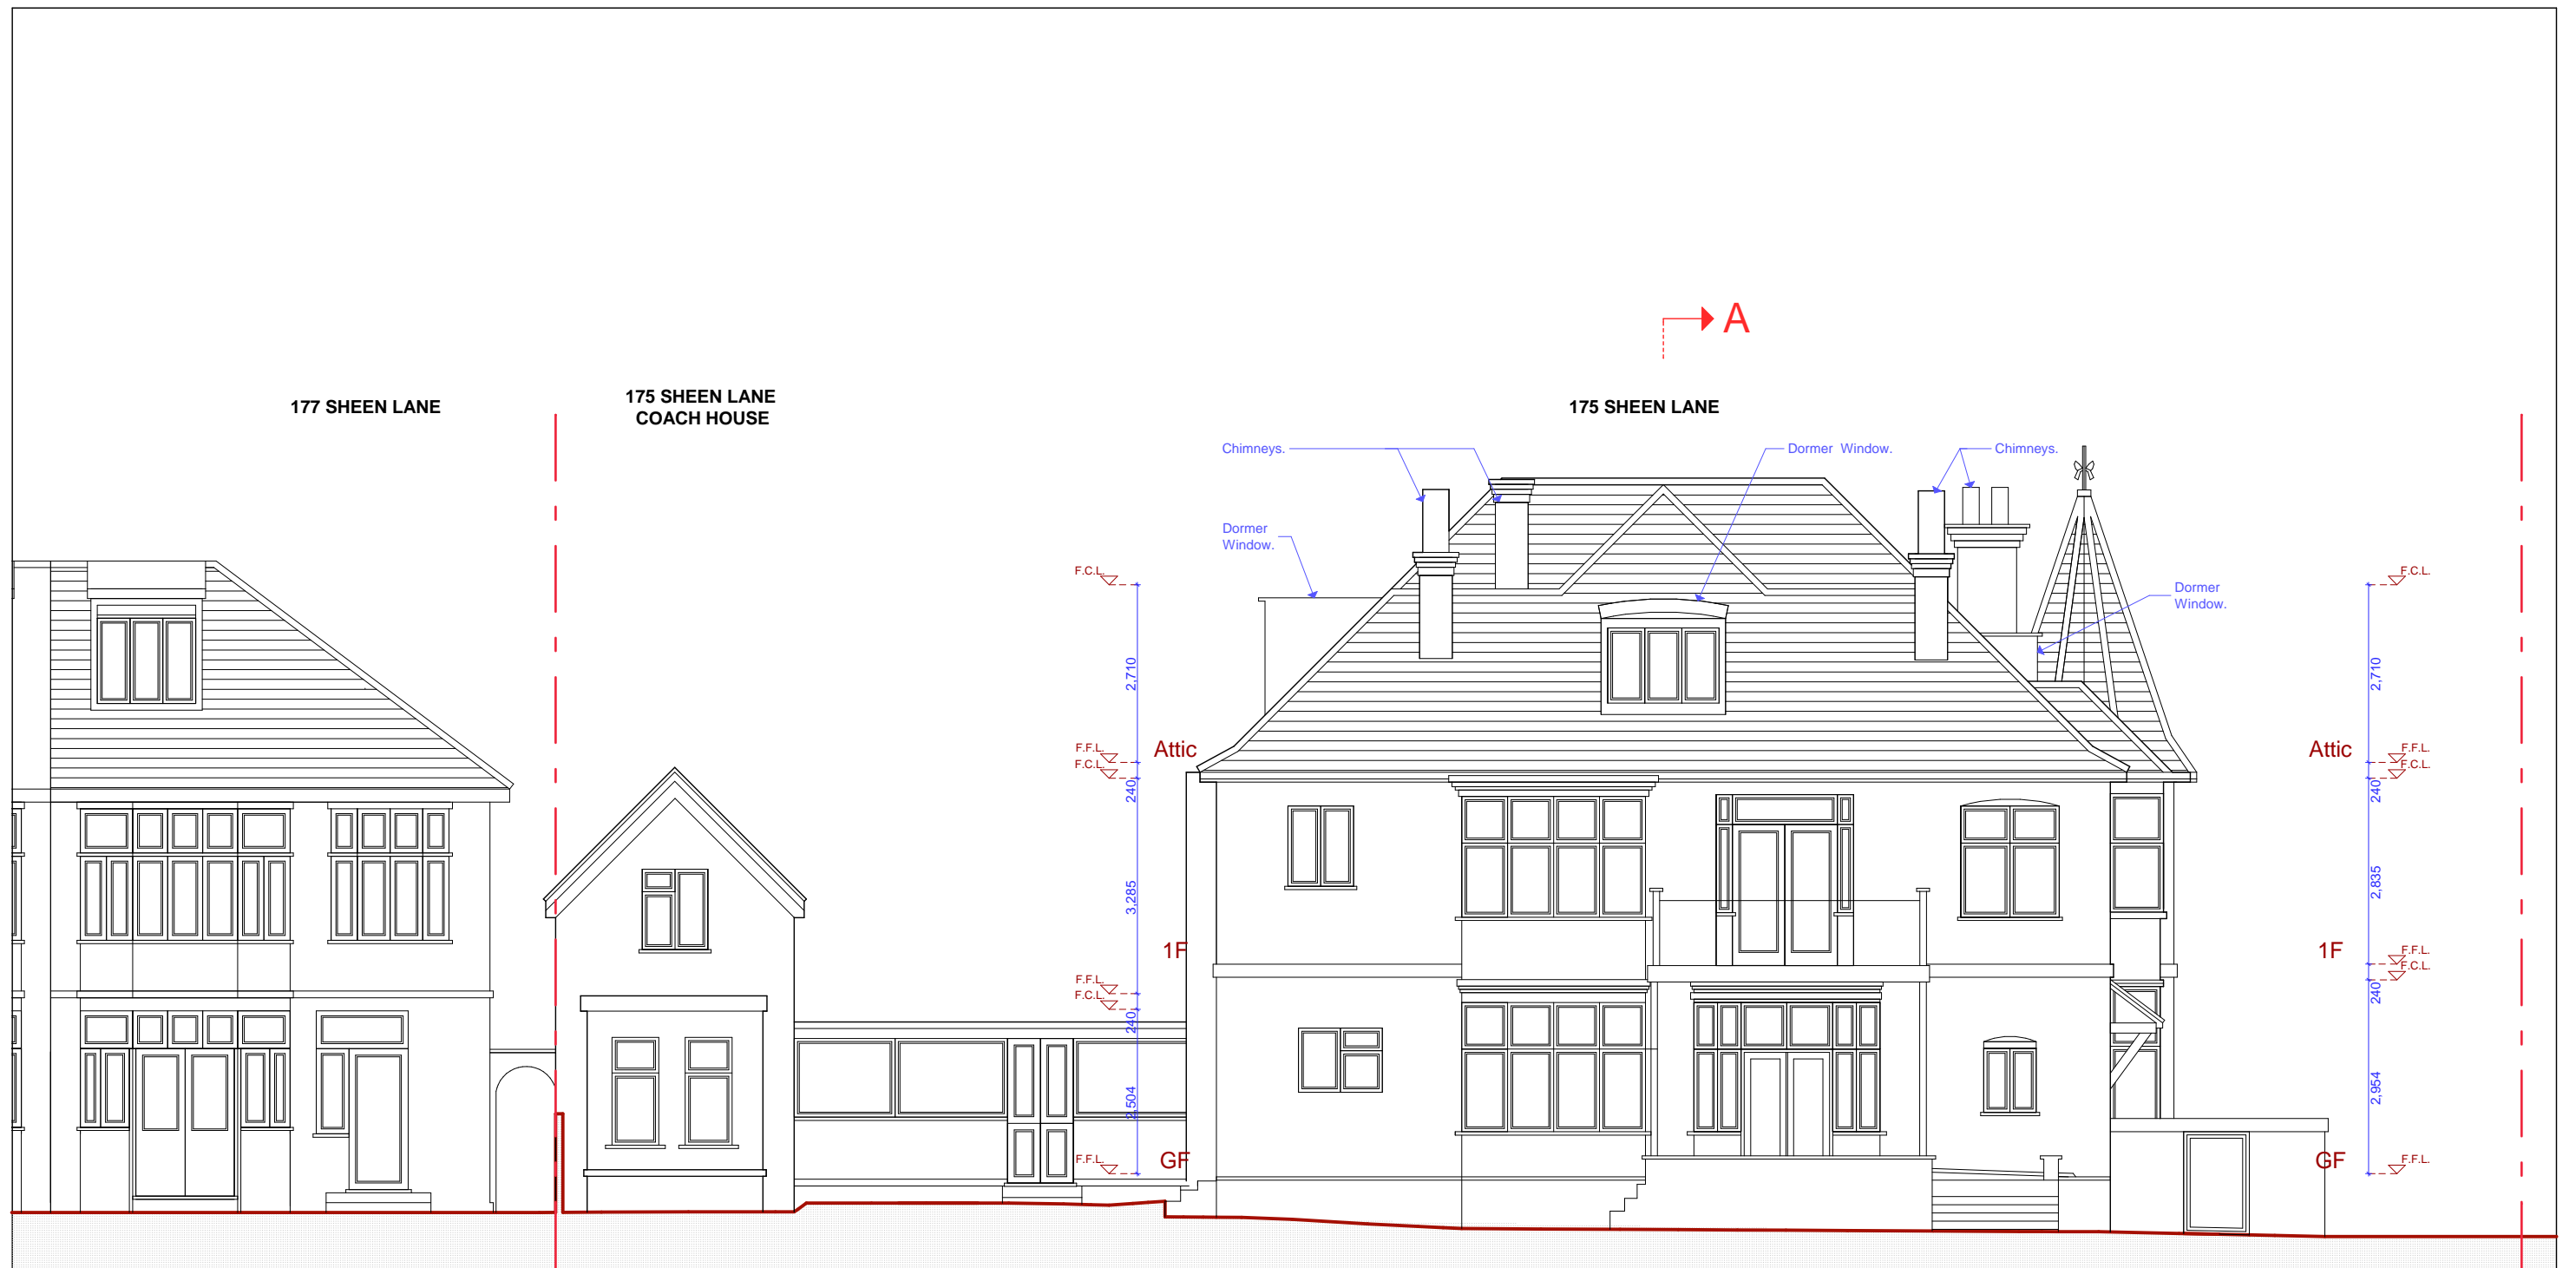 A
177 SHEEN LANE
175 SHEEN LANE
COACH HOUSE
175 SHEEN LANE
Chimneys.
Dormer Window.
Chimneys.
Dormer
Window.
Dormer
Window.
F.C.L.
2,710
F.F.L.
Attic
F.C.L.
240
3,285
1F
F.F.L.
F.C.L.
240
2,504
F.F.L.
GF
F.C.L.
2,710
Attic
F.F.L.
F.C.L.
240
2,835
1F
F.F.L.
F.C.L.
240
2,954
GF
F.F.L.